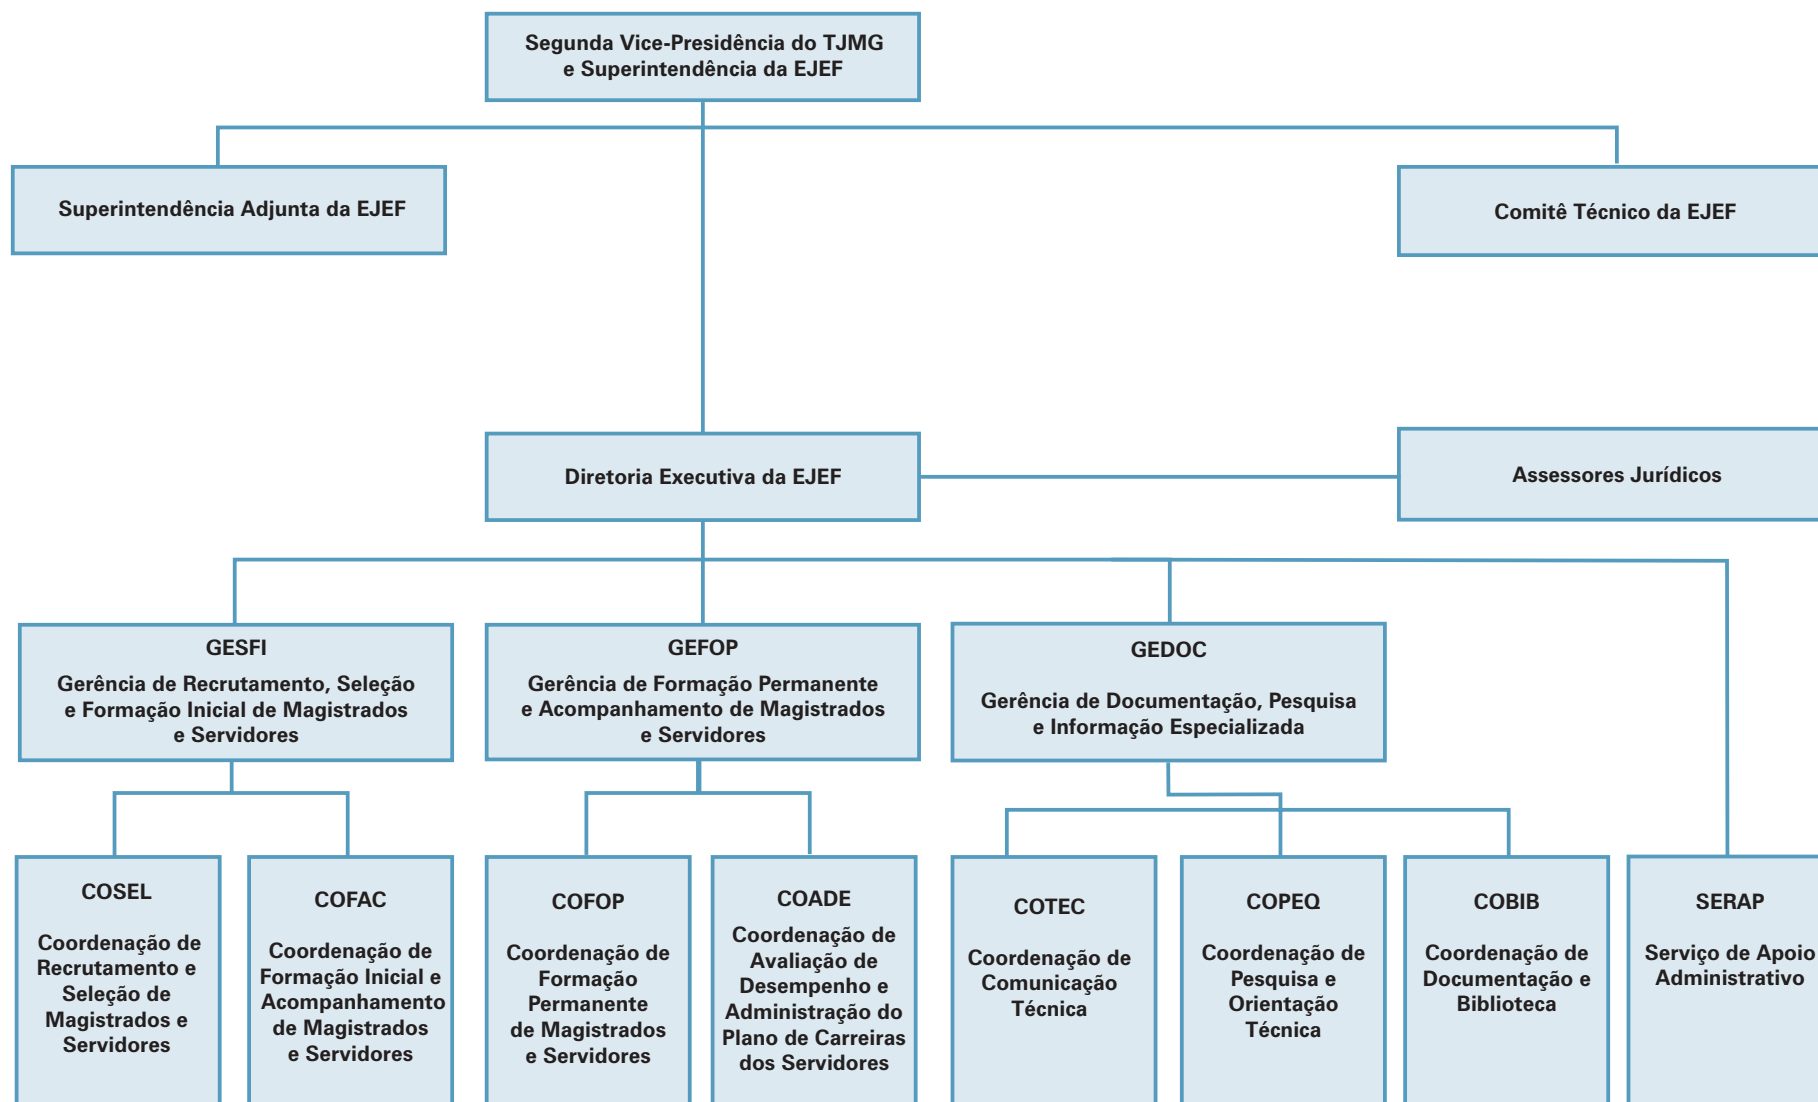 Segunda Vice-Presidência do TJMG
e Superintendência da EJEF
Superintendência Adjunta da EJEF
Comitê Técnico da EJEF
Diretoria Executiva da EJEF
Assessores Jurídicos
GESFI
Gerência de Recrutamento, Seleção
e Formação Inicial de Magistrados
e Servidores
GEFOP
Gerência de Formação Permanente
e Acompanhamento de Magistrados
e Servidores
GEDOC
Gerência de Documentação, Pesquisa
e Informação Especializada
COSEL
Coordenação de
Recrutamento e
Seleção de
Magistrados e
Servidores
COFAC
Coordenação de
Formação Inicial e
Acompanhamento
de Magistrados
e Servidores
COFOP
Coordenação de
Formação
Permanente
de Magistrados
e Servidores
COADE
Coordenação de
Avaliação de
Desempenho e
Administração do
Plano de Carreiras
dos Servidores
COTEC
Coordenação de
Comunicação
Técnica
COPEQ
Coordenação de
Pesquisa e
Orientação
Técnica
COBIB
Coordenação de
Documentação e
Biblioteca
SERAP
Serviço de Apoio
Administrativo